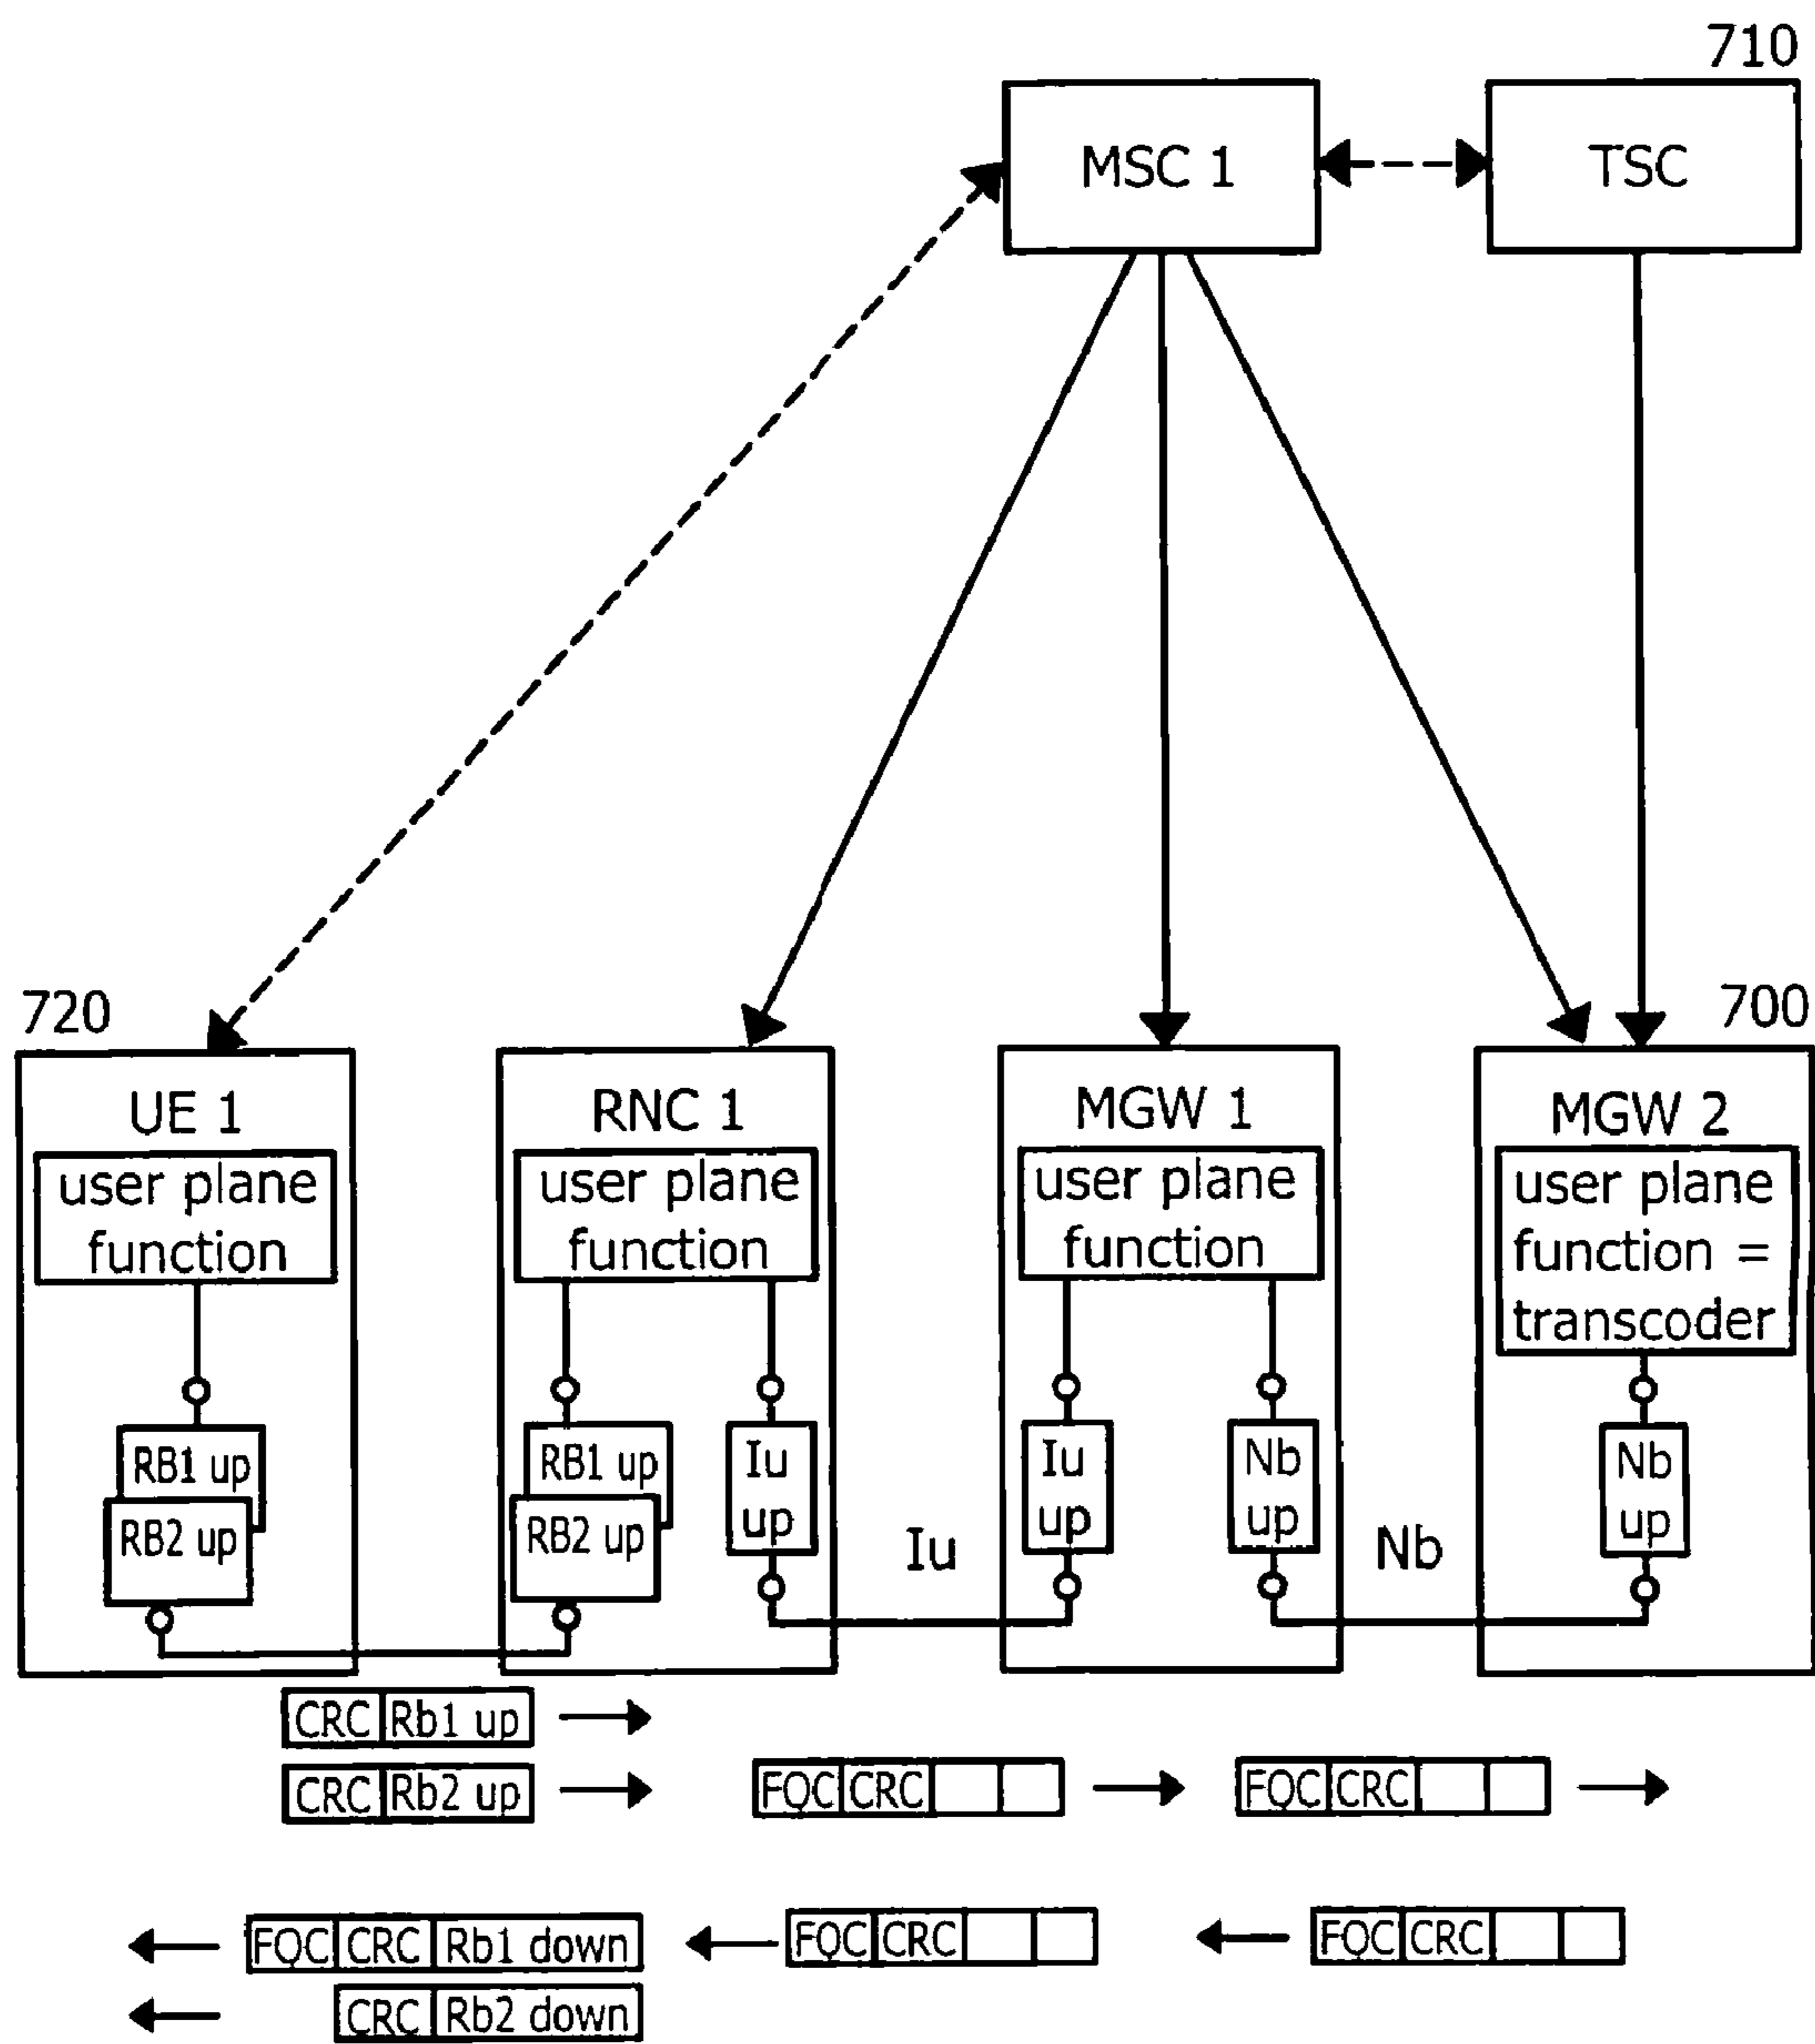 710
MSC 1
TSC
720
700
UE 1
user plane
function
RB1 up
RB2 up
RNC 1
user plane
function
RB1 up
RB2 up
Iu
up
Iu
MGW 1
user plane
function
Iu
up
Nb
up
Nb
MGW 2
user plane
function =
transcoder
Nb
up
CRC Rb1 up
CRC Rb2 up
FQC CRC
FQC CRC
FQC CRC Rb1 down
FQC CRC
FQC CRC
CRC Rb2 down